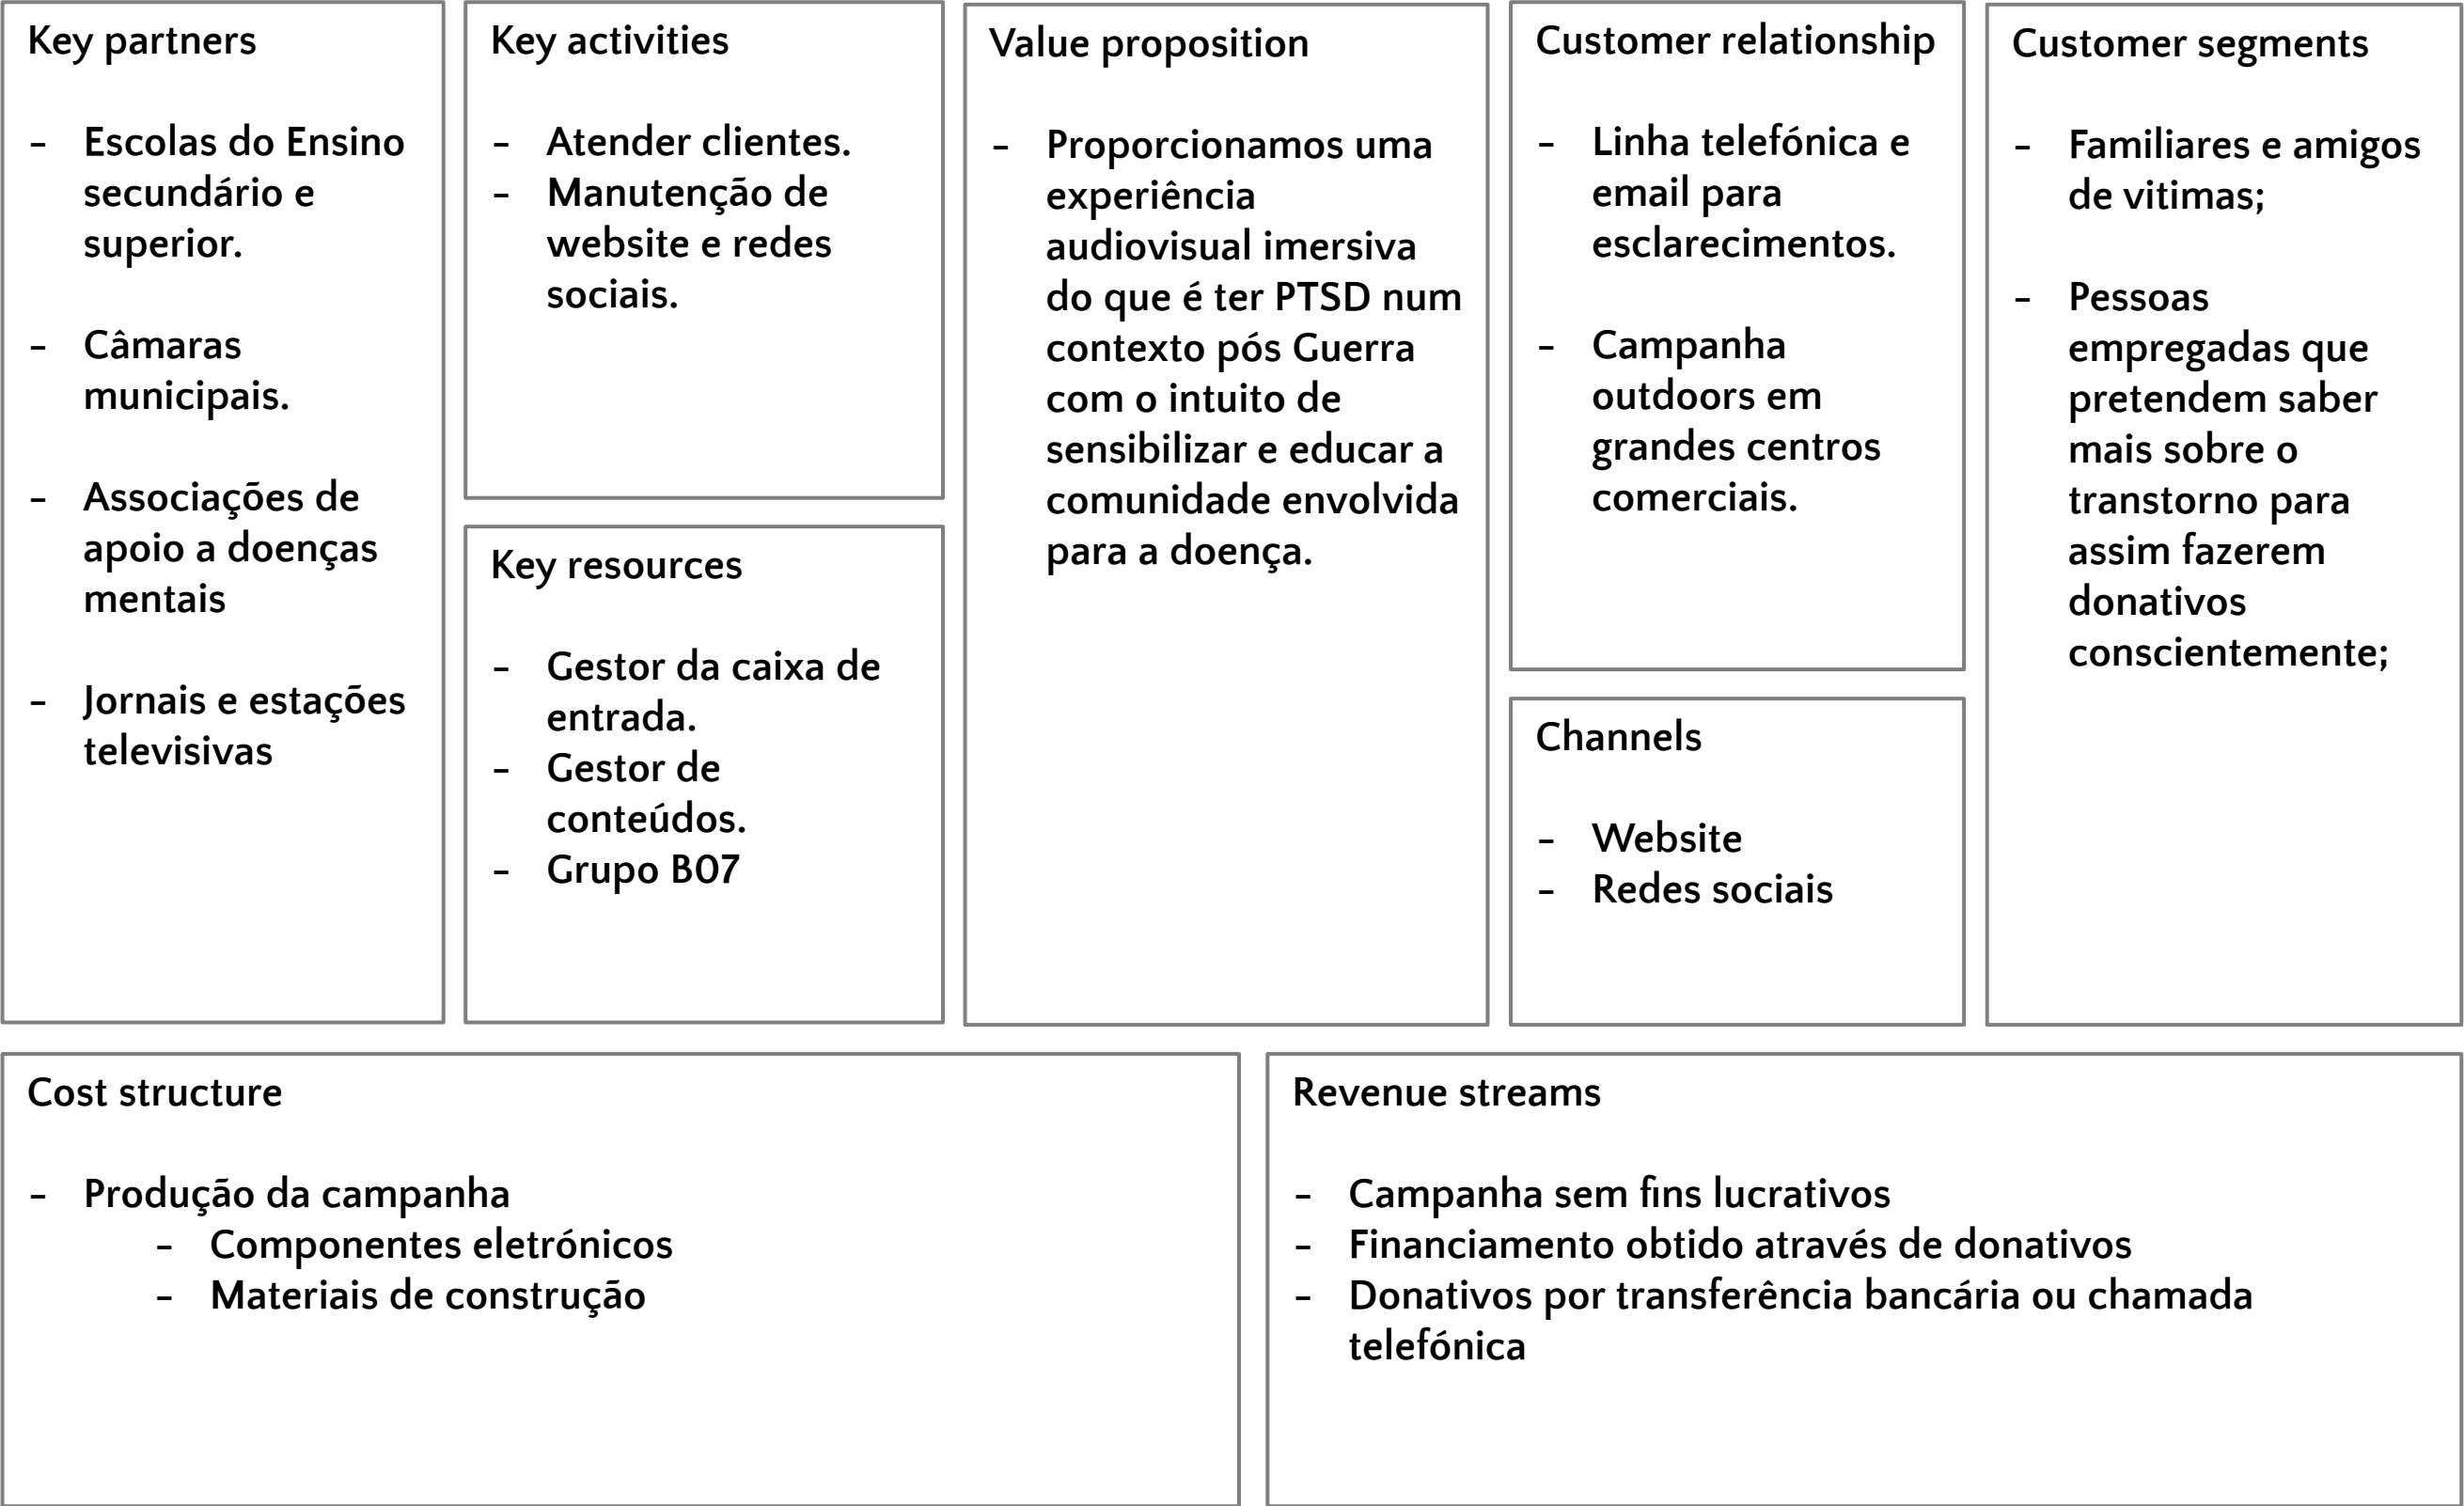 Key partners
- Escolas do Ensino
secundário e
superior.
- Câmaras
municipais.
- Associações de
apoio a doenças
mentais
- Jornais e estações
televisivas
Key activities
- Atender clientes.
- Manutenção de
website e redes
sociais.
Key resources
- Gestor da caixa de
entrada.
- Gestor de
conteúdos.
- Grupo B07
Value proposition
- Proporcionamos uma
experiência
audiovisual imersiva
do que é ter PTSD num
contexto pós Guerra
com o intuito de
sensibilizar e educar a
comunidade envolvida
para a doença.
Customer relationship
- Linha telefónica e
email para
esclarecimentos.
- Campanha
outdoors em
grandes centros
comerciais.
Channels
- Website
- Redes sociais
Customer segments
- Familiares e amigos
de vitimas;
- Pessoas
empregadas que
pretendem saber
mais sobre o
transtorno para
assim fazerem
donativos
conscientemente;
Cost structure
- Produção da campanha
- Componentes eletrónicos
- Materiais de construção
Revenue streams
- Campanha sem fins lucrativos
- Financiamento obtido através de donativos
- Donativos por transferência bancária ou chamada
telefónica